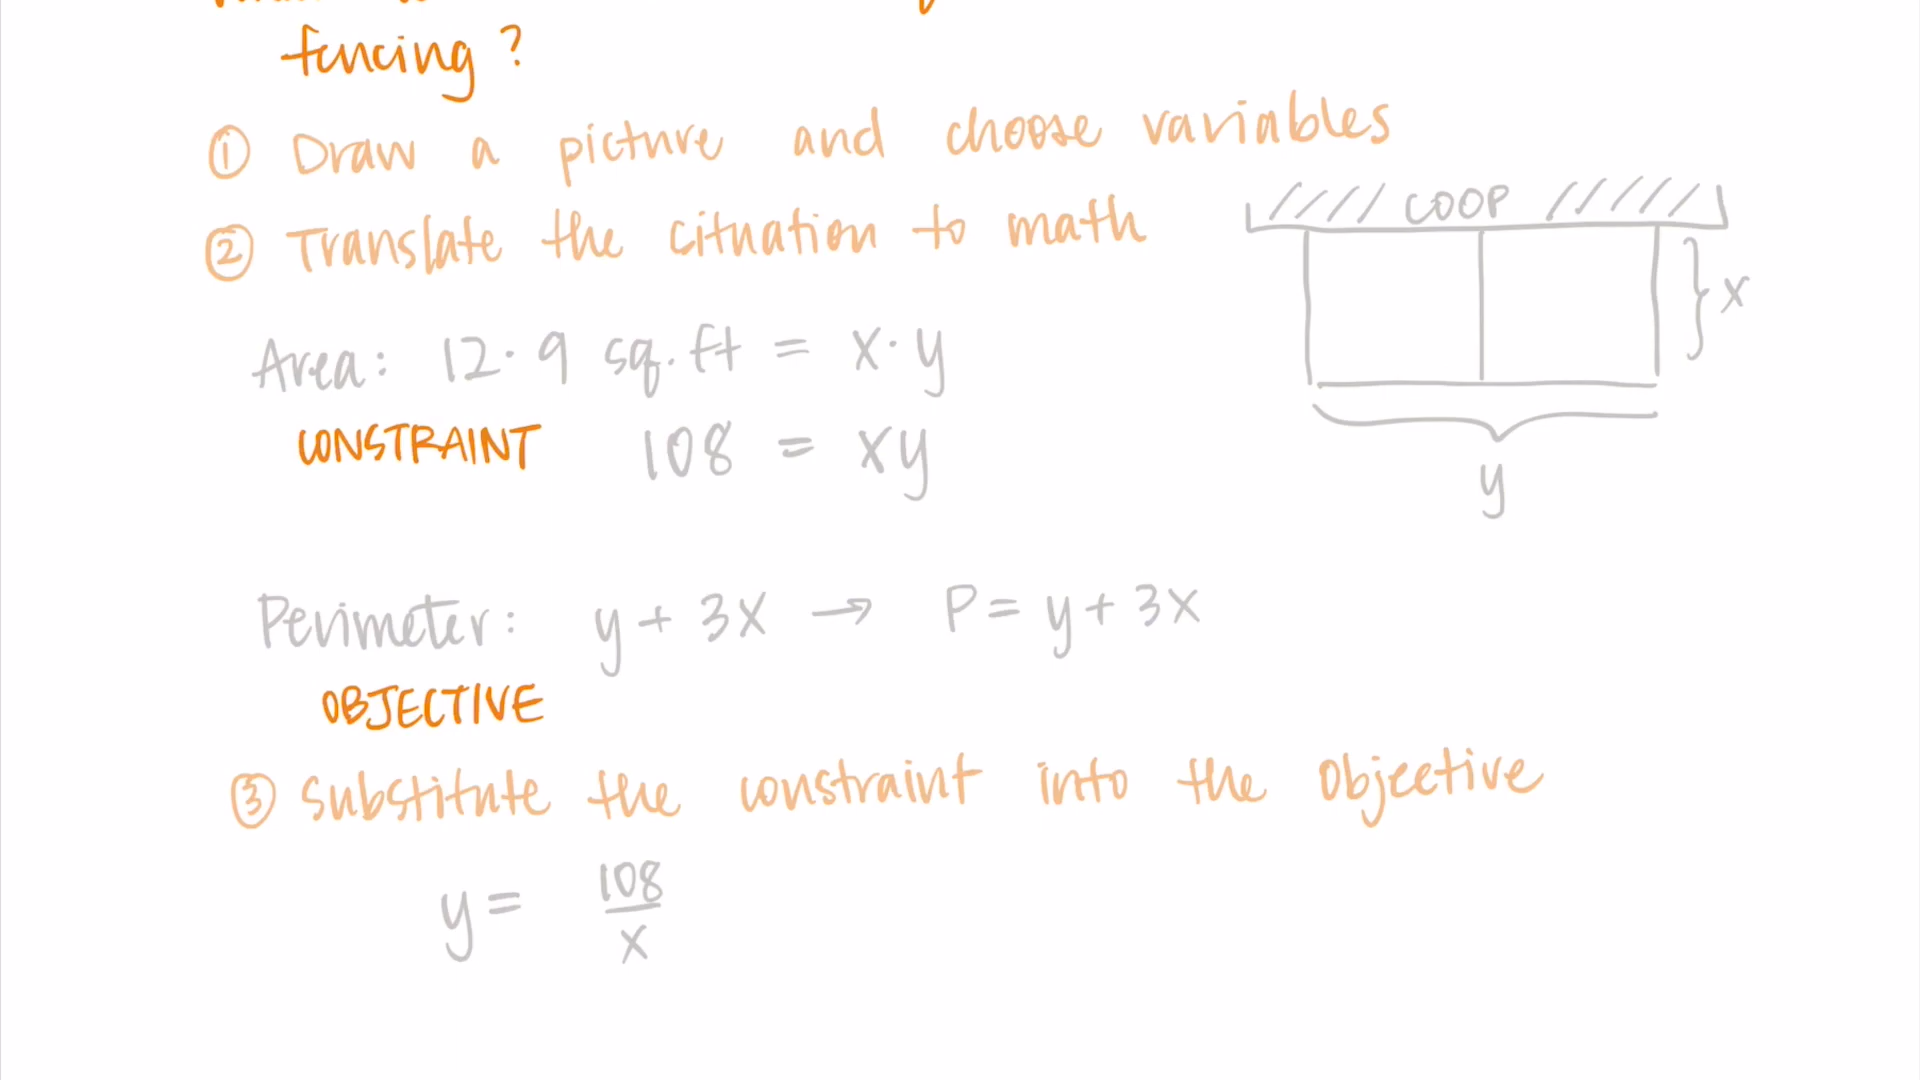 fencing?
① Draw a picture and choose variables
② Translate the cituation to math
COOP
x
y
Area: 12·9 sq.ft = x·y
CONSTRAINT 108 = xy
Perimeter: y + 3x → P = y + 3x
OBJECTIVE
③ Substitute the constraint into the objective
y = 108/x